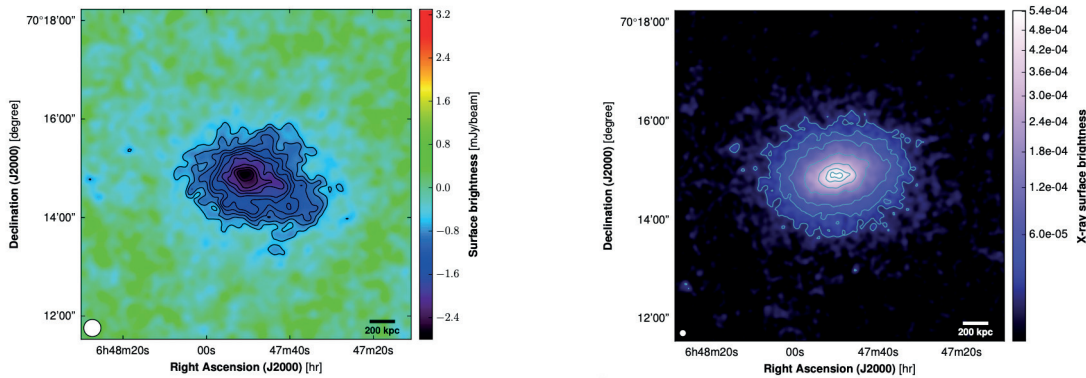 70°18'00"
16'00"
14'00"
12'00"
Declination (J2000) [degree]
6h48m20s
00s
47m40s
47m20s
Right Ascension (J2000) [hr]
200 kpc
3.2
2.4
1.6
0.8
0.0
−0.8
−1.6
−2.4
Surface brightness [mJy/beam]
70°18'00"
16'00"
14'00"
12'00"
Declination (J2000) [degree]
6h48m20s
00s
47m40s
47m20s
Right Ascension (J2000) [hr]
200 kpc
5.4e-04
4.8e-04
4.2e-04
3.6e-04
3.0e-04
2.4e-04
1.8e-04
1.2e-04
6.0e-05
X-ray surface brightness